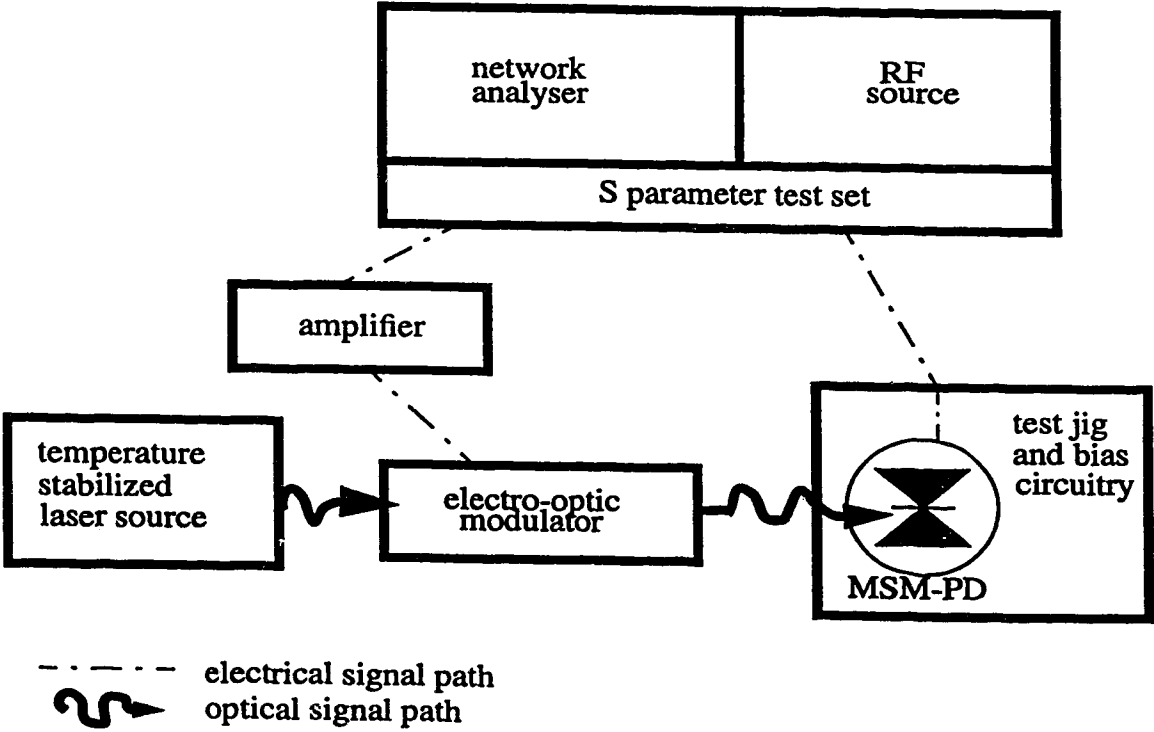 network
analyser
RF
source
S parameter test set
amplifier
temperature
stabilized
laser source
electro-optic
modulator
test jig
and bias
circuitry
MSM-PD
electrical signal path
optical signal path